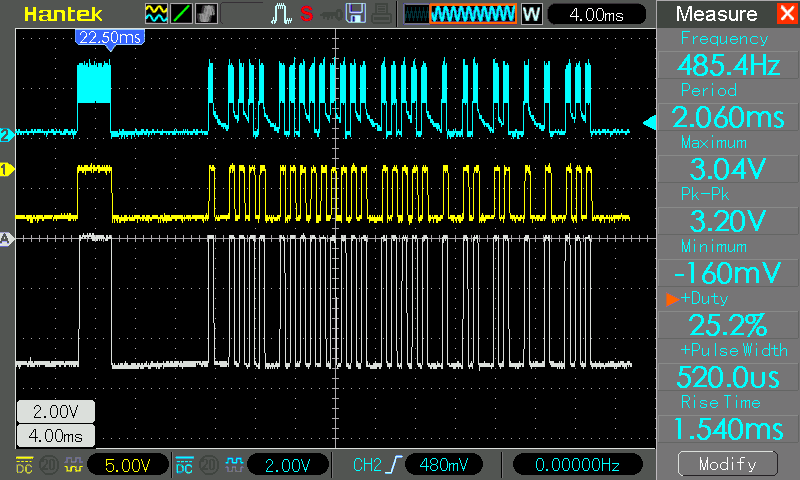 Hantek
S
W
4.00ms
Measure
X
22.50ms
Frequency
485.4Hz
Period
2.060ms
2
Maximum
3.04V
1
Pk-Pk
3.20V
A
Minimum
-160mV
+Duty
25.2%
+Pulse Width
520.0us
Rise Time
1.540ms
2.00V
4.00ms
DC 20 5.00V DC 20 2.00V CH2 480mV 0.00000Hz
Modify